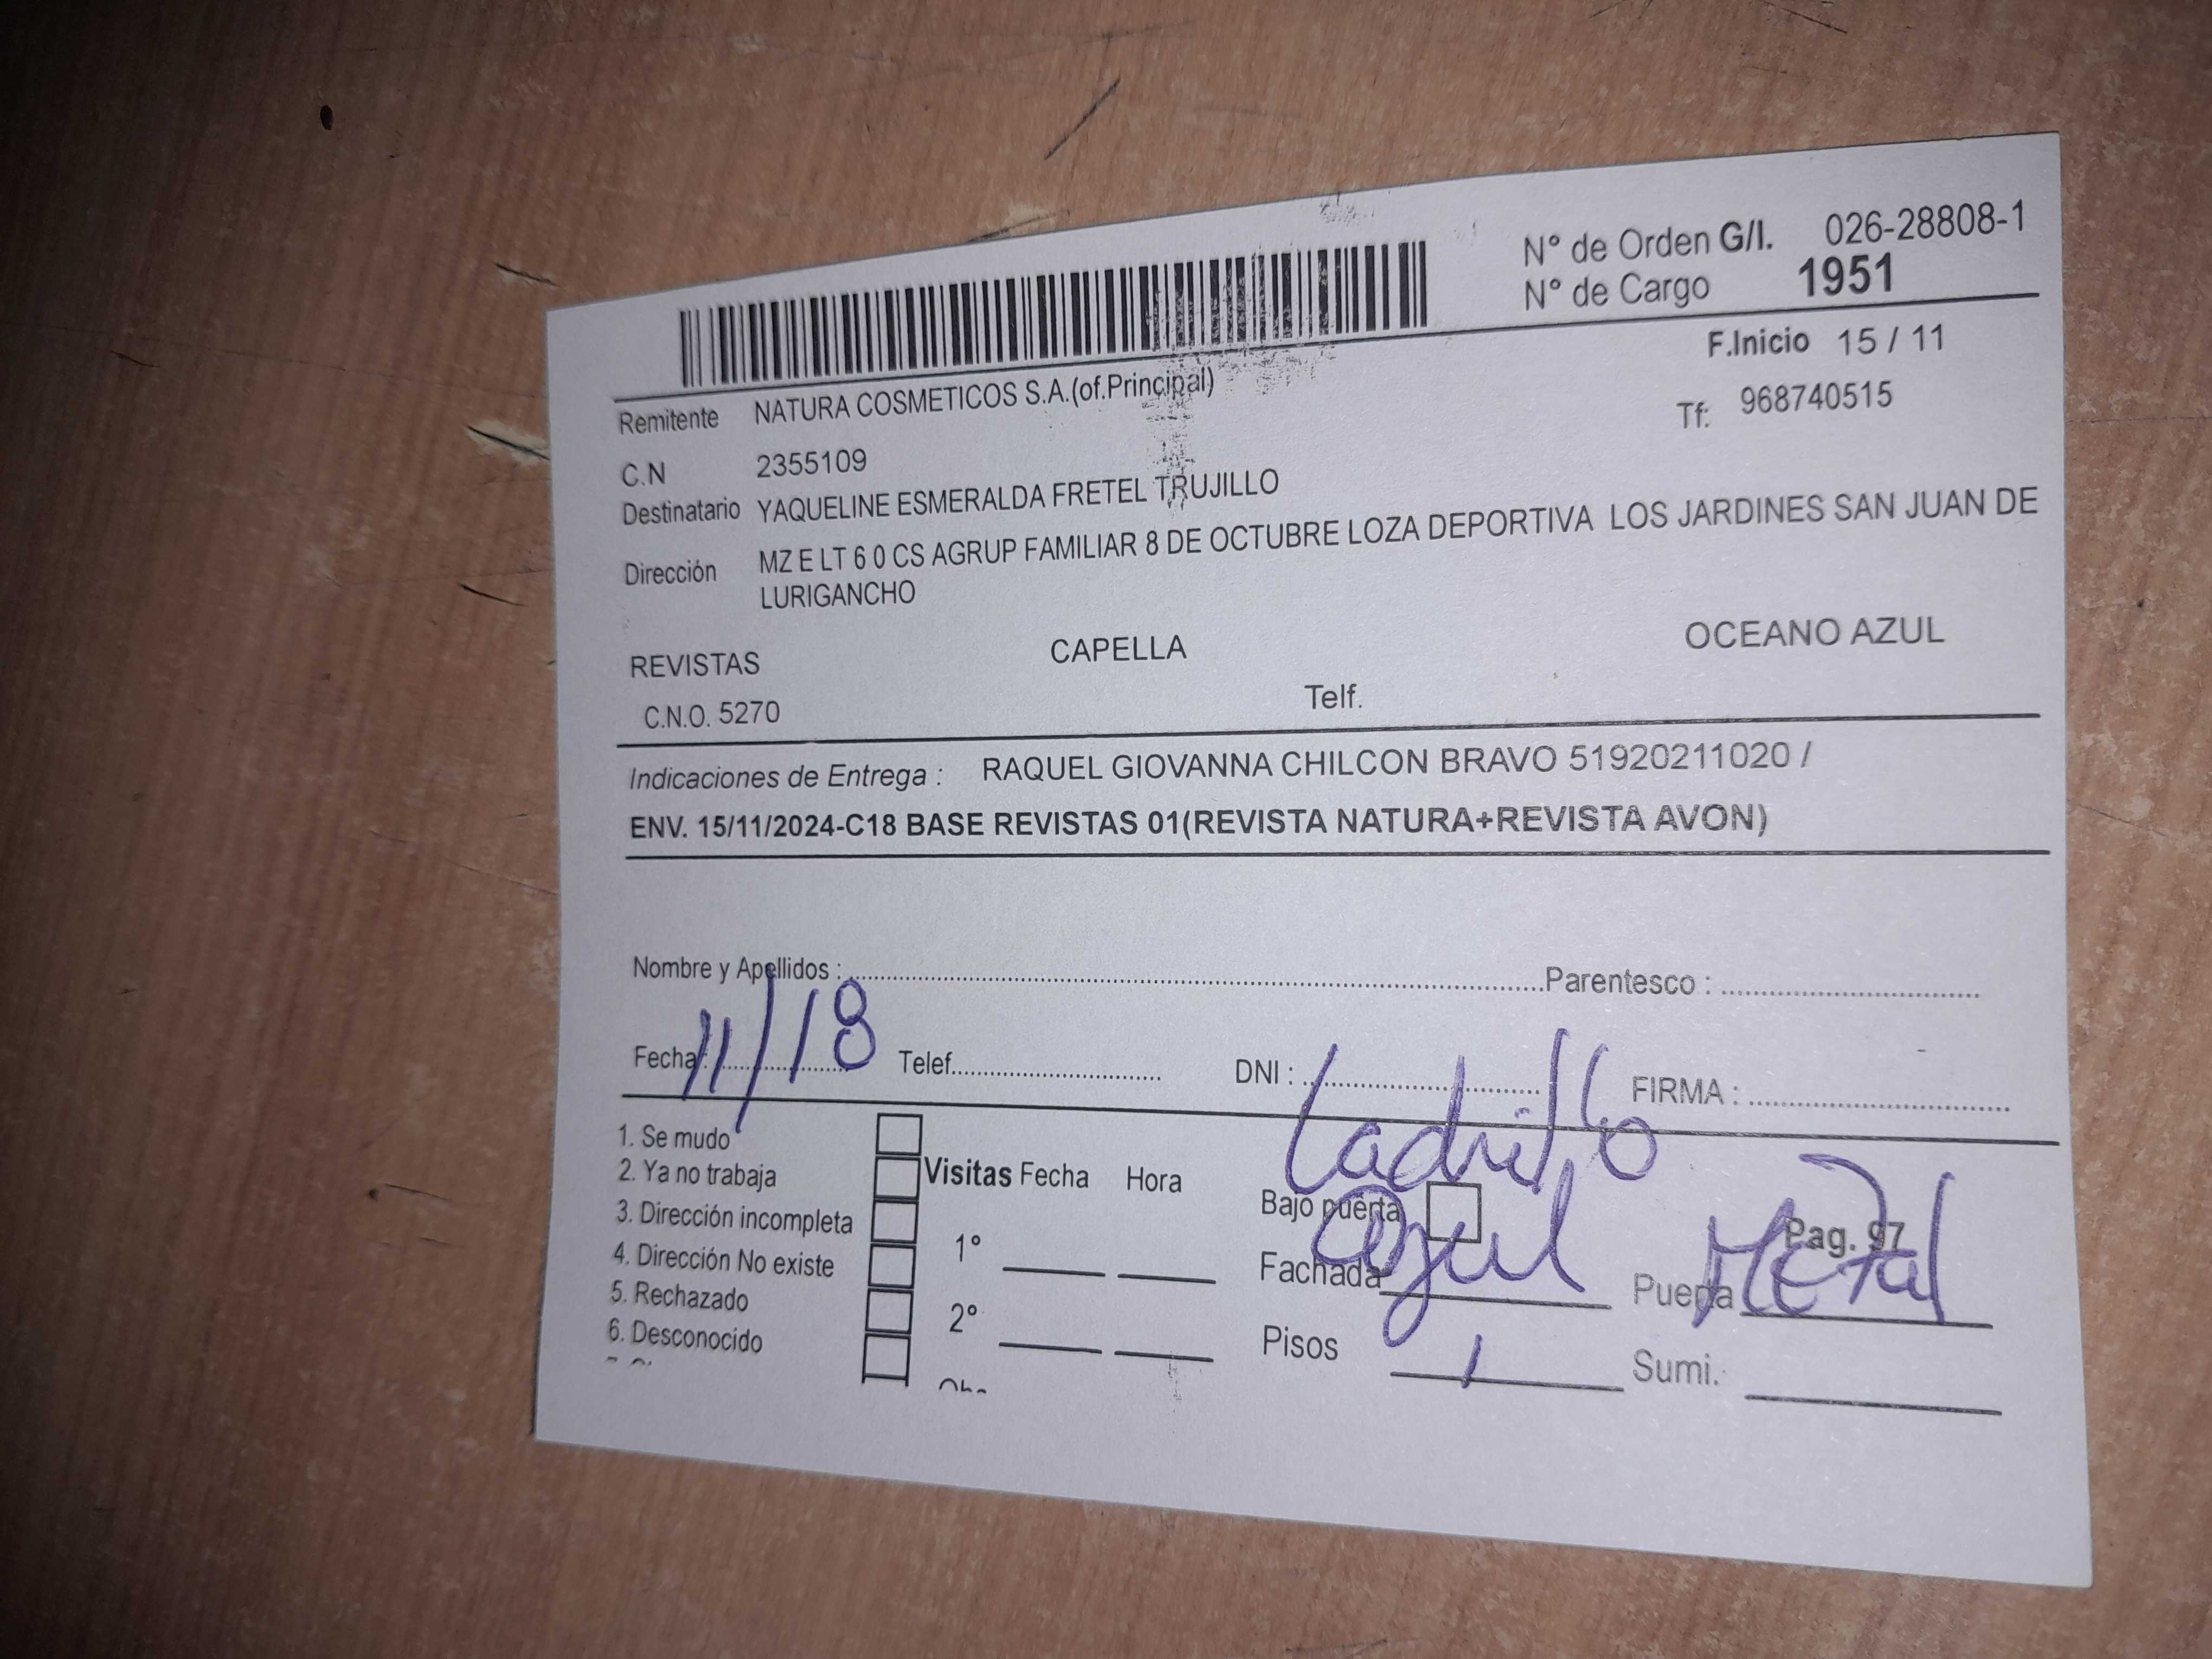 N° de Orden G/I. 026-28808-1
N° de Cargo 1951
F.Inicio 15 / 11
Remitente NATURA COSMETICOS S.A.(of.Principal)
Tf: 968740515
C.N 2355109
Destinatario YAQUELINE ESMERALDA FRETEL TRUJILLO
Dirección MZ E LT 6 0 CS AGRUP FAMILIAR 8 DE OCTUBRE LOZA DEPORTIVA LOS JARDINES SAN JUAN DE
LURIGANCHO
REVISTAS CAPELLA OCEANO AZUL
C.N.O. 5270 Telf.
Indicaciones de Entrega : RAQUEL GIOVANNA CHILCON BRAVO 51920211020 /
ENV. 15/11/2024-C18 BASE REVISTAS 01(REVISTA NATURA+REVISTA AVON)
Nombre y Apellidos : Parentesco :
Fecha: 11/18 Telef. DNI : FIRMA :
Ladrillo
1. Se mudo
2. Ya no trabaja Visitas Fecha Hora Bajo puerta
3. Dirección incompleta Pag. 97
4. Dirección No existe 1° Fachada azul Puerta Metal
5. Rechazado
6. Desconocido 2° Pisos 1 Sumi.